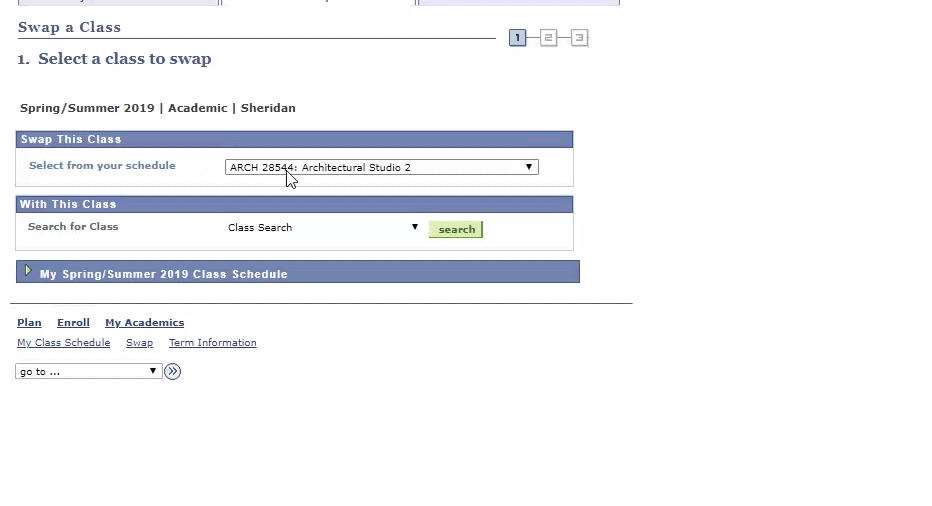 Swap a Class
1 2 3
1. Select a class to swap
Spring/Summer 2019 | Academic | Sheridan
Swap This Class
Select from your schedule ARCH 28544: Architectural Studio 2
With This Class
Search for Class Class Search search
My Spring/Summer 2019 Class Schedule
Plan Enroll My Academics
My Class Schedule Swap Term Information
go to ...